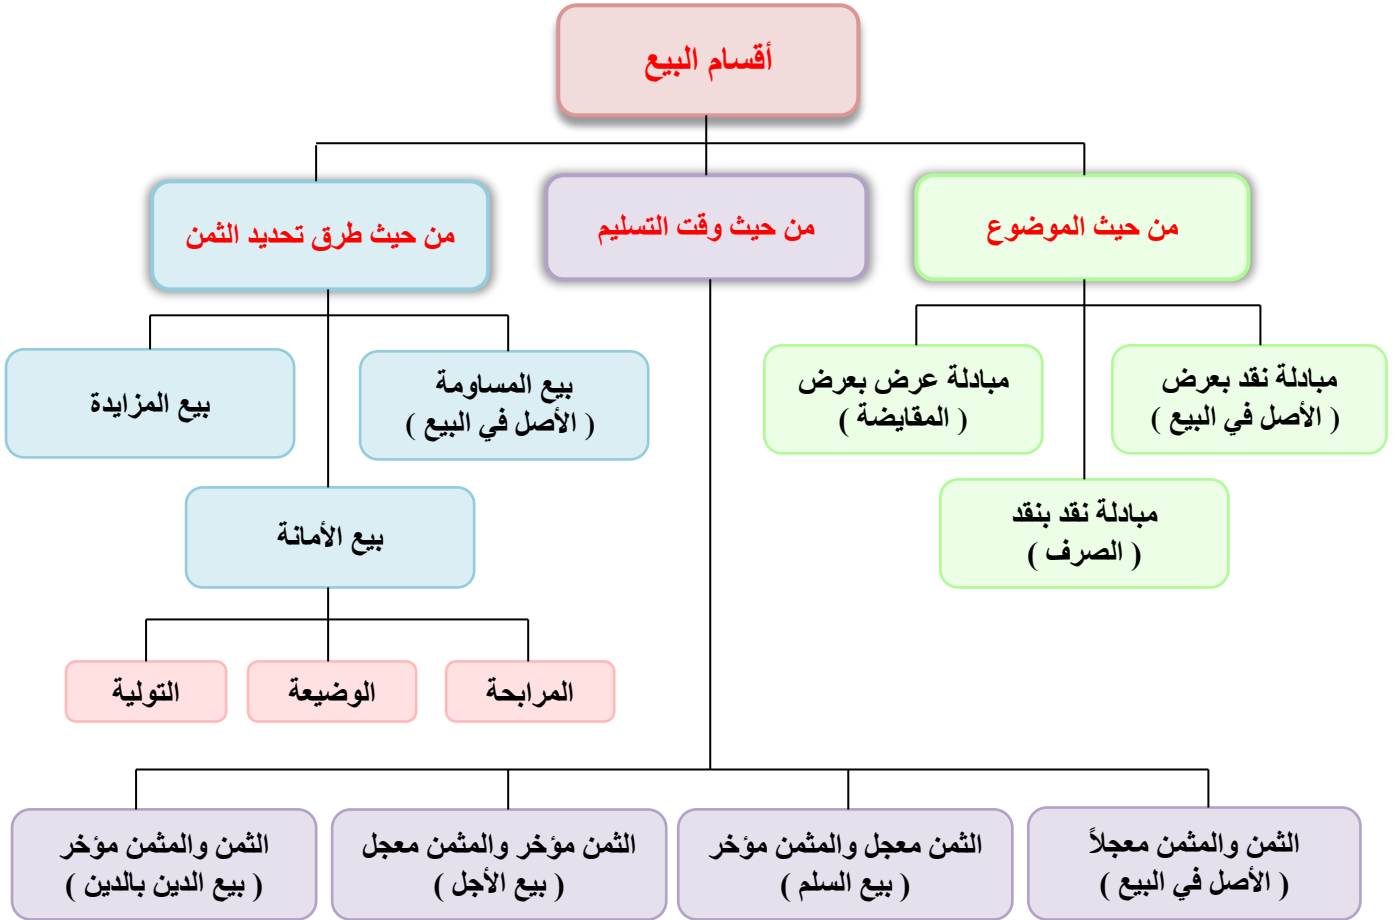 أقسام البيع
من حيث الموضوع
من حيث وقت التسليم
من حيث طرق تحديد الثمن
مبادلة نقد بعرض
( الأصل في البيع )
مبادلة عرض بعرض
( المقايضة )
مبادلة نقد بنقد
( الصرف )
بيع المساومة
( الأصل في البيع )
بيع المزايدة
بيع الأمانة
المرابحة
الوضيعة
التولية
الثمن والمثمن معجلاً
( الأصل في البيع )
الثمن معجل والمثمن مؤخر
( بيع السلم )
الثمن مؤخر والمثمن معجل
( بيع الأجل )
الثمن والمثمن مؤخر
( بيع الدين بالدين )